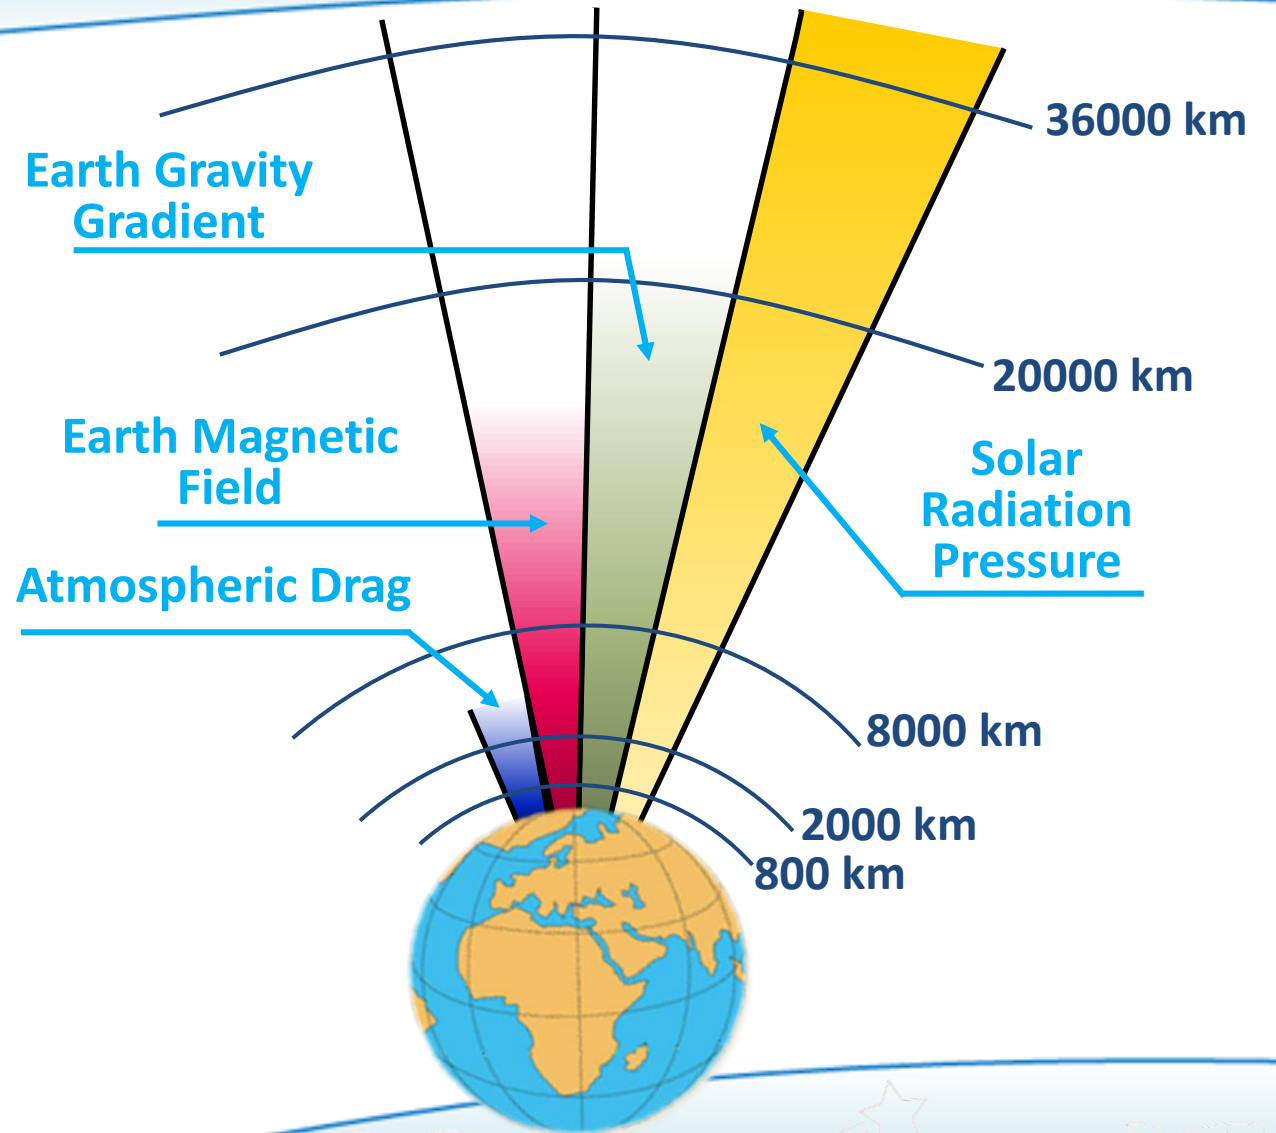 36000 km
Earth Gravity
Gradient
20000 km
Earth Magnetic
Field
Solar
Radiation
Pressure
Atmospheric Drag
8000 km
2000 km
800 km